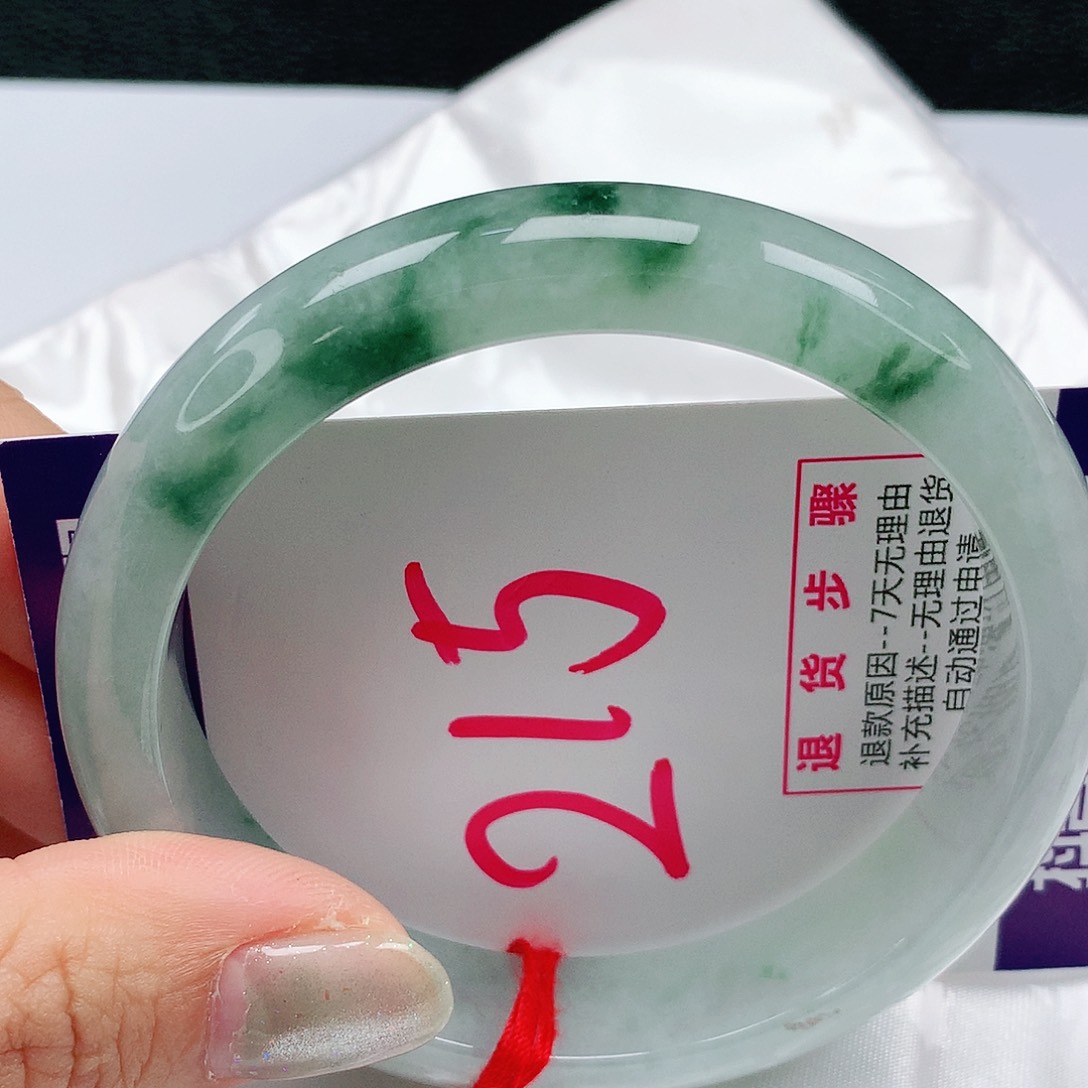 215
退货步骤
退款原因--7天无理由
补充描述--无理由退货
自动通过申请